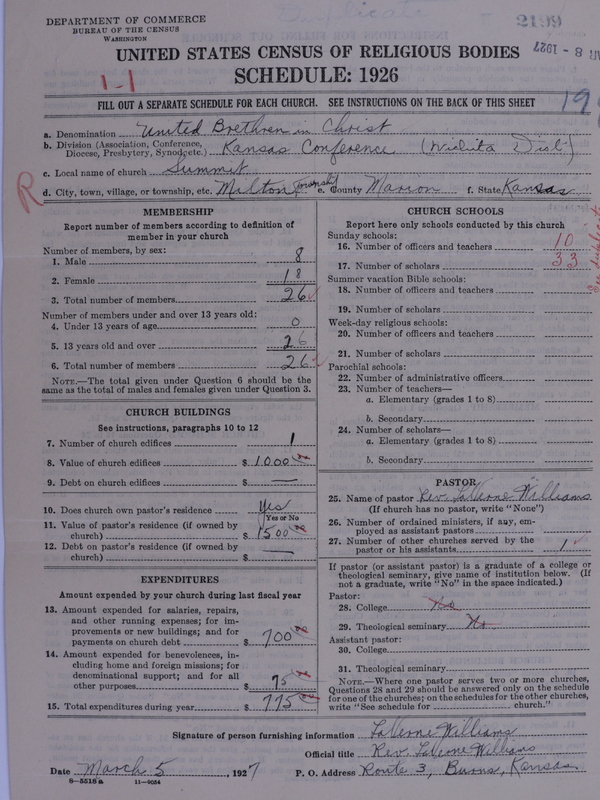 DEPARTMENT OF COMMERCE
BUREAU OF THE CENSUS
WASHINGTON
Duplicate
2199
8 - 1927
UNITED STATES CENSUS OF RELIGIOUS BODIES
SCHEDULE: 1926
1-1
19
FILL OUT A SEPARATE SCHEDULE FOR EACH CHURCH. SEE INSTRUCTIONS ON THE BACK OF THIS SHEET
a. Denomination United Brethren in Christ
b. Division (Association, Conference, Diocese, Presbytery, Synod, etc.) Kansas Conference (Wichita Dist)
c. Local name of church Summit
R
d. City, town, village, or township, etc. Milton Township e. County Marion f. State Kansas
MEMBERSHIP
Report number of members according to definition of member in your church
Number of members, by sex:
1. Male 8
2. Female 18
3. Total number of members 26
Number of members under and over 13 years old:
4. Under 13 years of age 0
5. 13 years old and over 26
6. Total number of members 26
NOTE.—The total given under Question 6 should be the same as the total of males and females given under Question 3.
CHURCH BUILDINGS
See instructions, paragraphs 10 to 12
7. Number of church edifices 1
8. Value of church edifices $ 1000
9. Debt on church edifices $ —
10. Does church own pastor's residence Yes
Yes or No
11. Value of pastor's residence (if owned by church) $ 1500
12. Debt on pastor's residence (if owned by church) $ —
EXPENDITURES
Amount expended by your church during last fiscal year
13. Amount expended for salaries, repairs, and other running expenses; for improvements or new buildings; and for payments on church debt $ 700
14. Amount expended for benevolences, including home and foreign missions; for denominational support; and for all other purposes $ 75
15. Total expenditures during year $ 775
CHURCH SCHOOLS
Report here only schools conducted by this church
Sunday schools:
16. Number of officers and teachers 10
17. Number of scholars 33
Summer vacation Bible schools:
18. Number of officers and teachers
19. Number of scholars
Week-day religious schools:
20. Number of officers and teachers
21. Number of scholars
Parochial schools:
22. Number of administrative officers
23. Number of teachers—
a. Elementary (grades 1 to 8)
b. Secondary
24. Number of scholars—
a. Elementary (grades 1 to 8)
b. Secondary
PASTOR
25. Name of pastor Rev. LaVerne Williams
(If church has no pastor, write "None")
26. Number of ordained ministers, if any, employed as assistant pastors
27. Number of other churches served by the pastor or his assistants 1
If pastor (or assistant pastor) is a graduate of a college or theological seminary, give name of institution below. (If not a graduate, write "No" in the space indicated.)
Pastor:
28. College No
29. Theological seminary No
Assistant pastor:
30. College
31. Theological seminary
NOTE.—Where one pastor serves two or more churches, Questions 28 and 29 should be answered only on the schedule for one of the churches; on the schedules for the other churches, write "See schedule for church."
Signature of person furnishing information LaVerne Williams
Official title Rev. LaVerne Williams
Date March 5, 1927 P. O. Address Route 3, Burns, Kansas
8—5518 a 11—9054